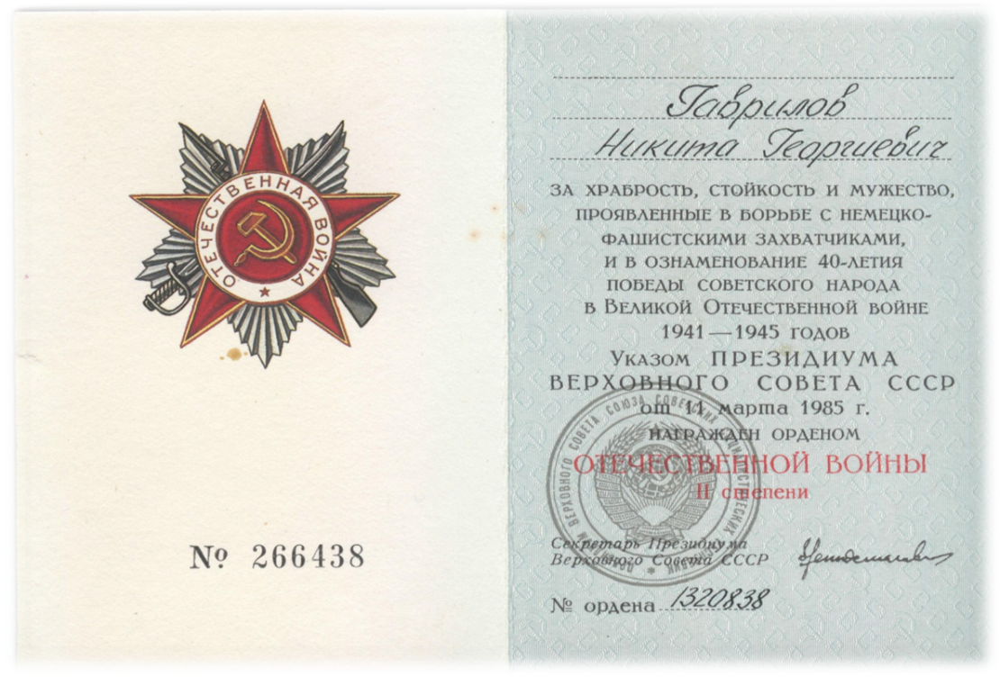 ОТЕЧЕСТВЕННАЯ ВОЙНА
№ 266438
Гаврилов
Никита Георгиевич
ЗА ХРАБРОСТЬ, СТОЙКОСТЬ И МУЖЕСТВО,
ПРОЯВЛЕННЫЕ В БОРЬБЕ С НЕМЕЦКО-
ФАШИСТСКИМИ ЗАХВАТЧИКАМИ,
И В ОЗНАМЕНОВАНИЕ 40-ЛЕТИЯ
ПОБЕДЫ СОВЕТСКОГО НАРОДА
В ВЕЛИКОЙ ОТЕЧЕСТВЕННОЙ ВОЙНЕ
1941—1945 ГОДОВ
УКАЗОМ ПРЕЗИДИУМА
ВЕРХОВНОГО СОВЕТА СССР
от 11 марта 1985 г.
НАГРАЖДЕН ОРДЕНОМ
ОТЕЧЕСТВЕННОЙ ВОЙНЫ
II степени
Секретарь Президиума
Верховного Совета СССР
№ ордена 1320838
ВЕРХОВНОГО СОВЕТА СОЮЗА СОВЕТСКИХ СОЦИАЛИСТИЧЕСКИХ РЕСПУБЛИК